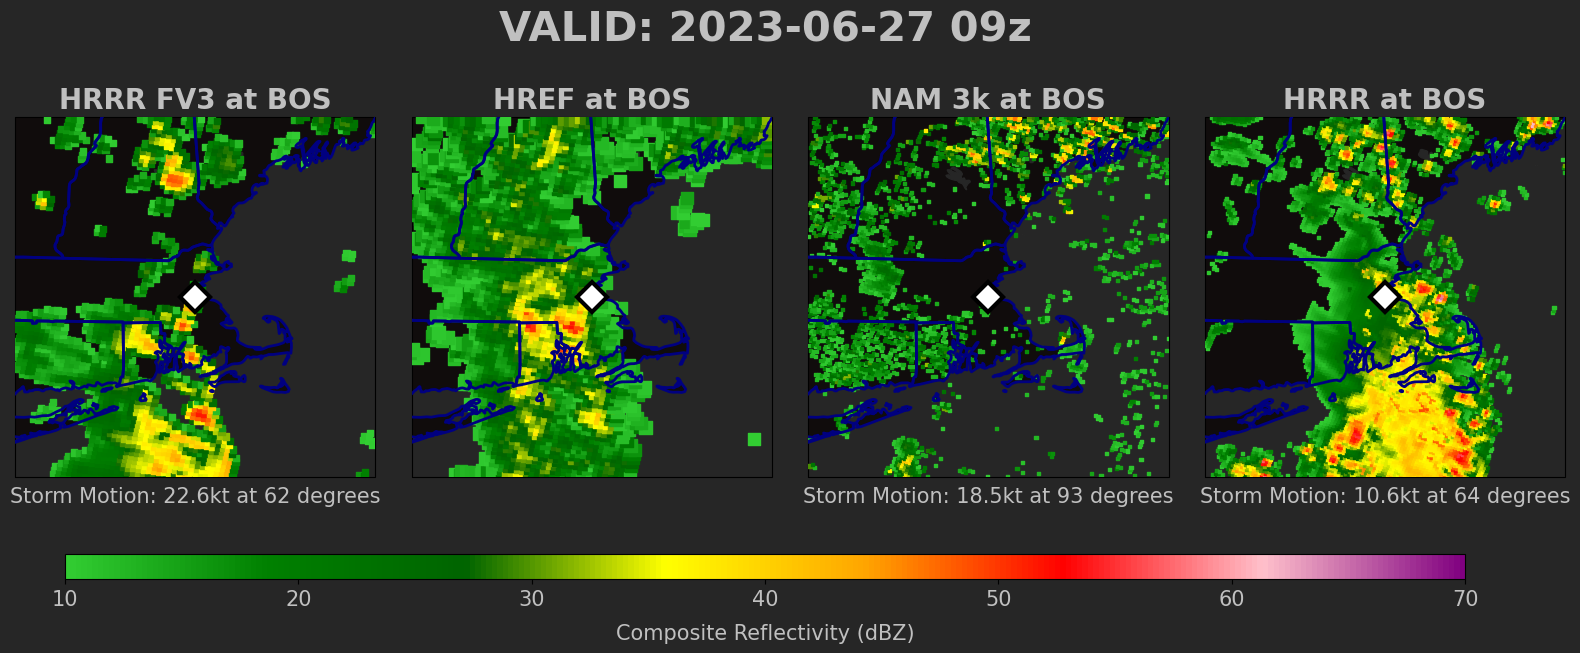 VALID: 2023-06-27 09z
HRRR FV3 at BOS
HREF at BOS
NAM 3k at BOS
HRRR at BOS
Storm Motion: 22.6kt at 62 degrees
Storm Motion: 18.5kt at 93 degrees
Storm Motion: 10.6kt at 64 degrees
10 20 30 40 50 60 70
Composite Reflectivity (dBZ)